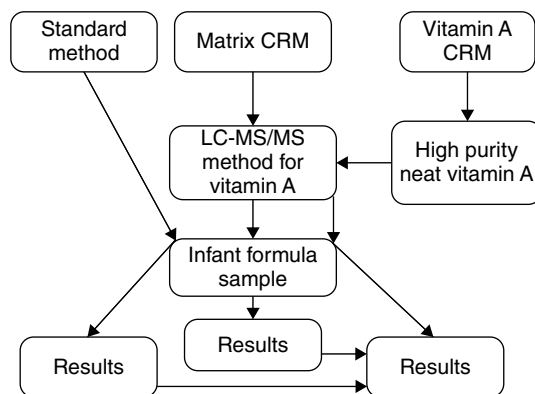 Standard
method
Matrix CRM
Vitamin A
CRM
LC-MS/MS
method for
vitamin A
High purity
neat vitamin A
Infant formula
sample
Results
Results
Results